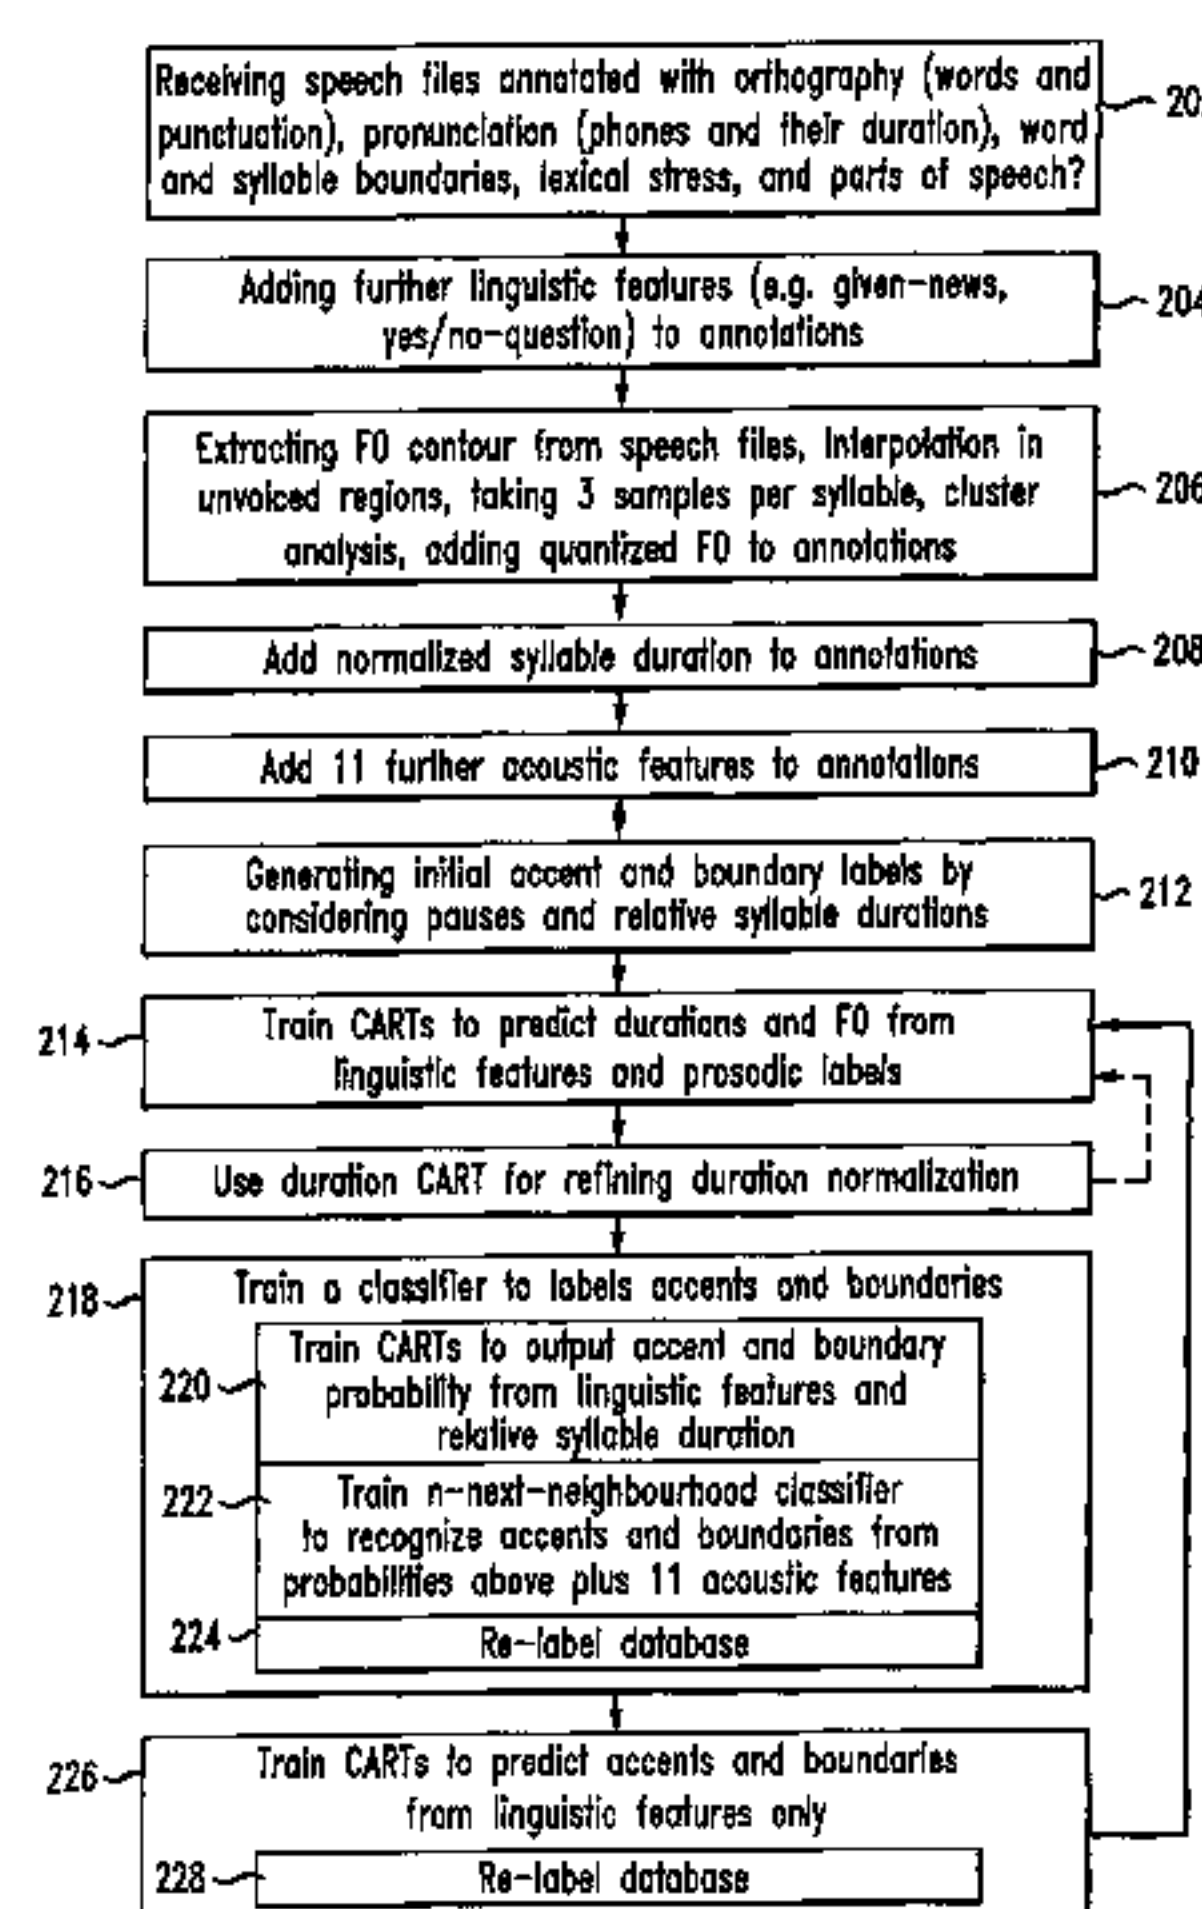 Receiving speech files annotated with orthography (words and
punctuation), pronunciation (phones and their duration), word
and syllable boundaries, lexical stress, and parts of speech?
20
Adding further linguistic features (e.g. given-news,
yes/no-question) to annotations
204
Extracting F0 contour from speech files, Interpolation in
unvoiced regions, taking 3 samples per syllable, cluster
analysis, adding quantized F0 to annotations
206
Add normalized syllable duration to annotations
208
Add 11 further acoustic features to annotations
210
Generating initial accent and boundary labels by
considering pauses and relative syllable durations
212
214
Train CARTs to predict durations and F0 from
linguistic features and prosodic labels
216
Use duration CART for refining duration normalization
218
Train a classifier to labels accents and boundaries
220
Train CARTs to output accent and boundary
probability from linguistic features and
relative syllable duration
222
Train n-next-neighbourhood classifier
to recognize accents and boundaries from
probabilities above plus 11 acoustic features
224
Re-label database
226
Train CARTs to predict accents and boundaries
from linguistic features only
228
Re-label database